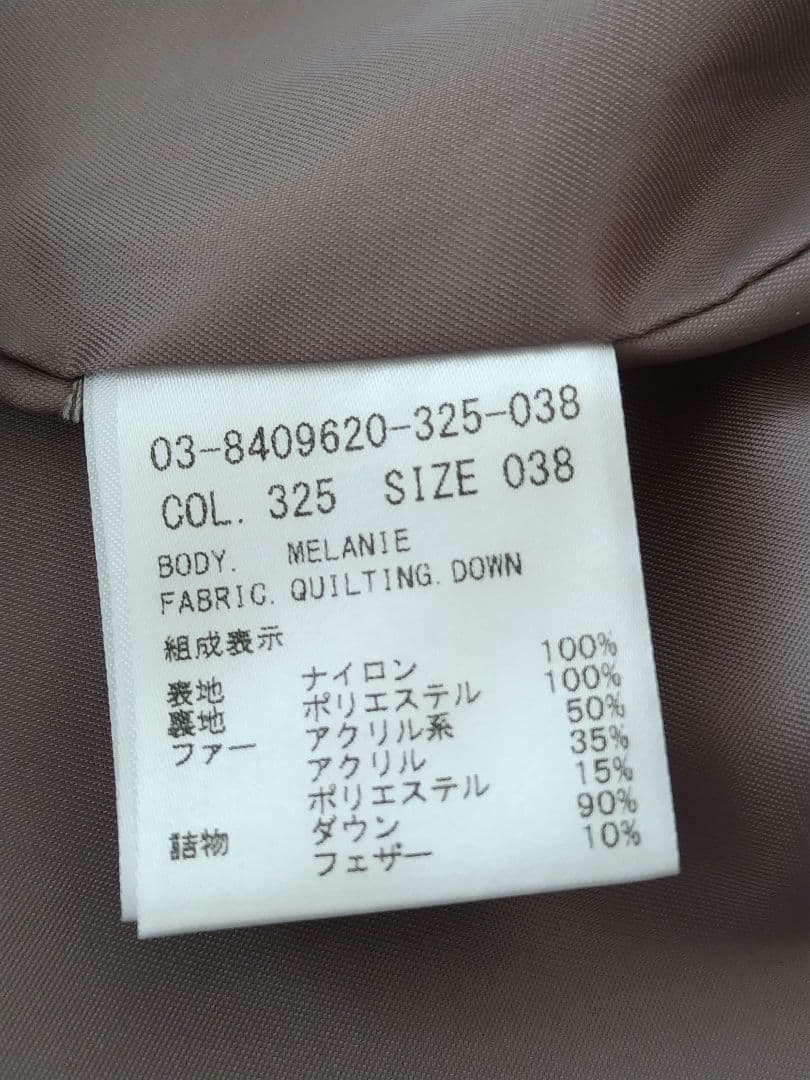 03-8409620-325-038
COL. 325 SIZE 038
BODY. MELANIE
FABRIC. QUILTING. DOWN
組成表示
表地 ナイロン 100%
裏地 ポリエステル 100%
ファー アクリル系 50%
アクリル 35%
ポリエステル 15%
詰物 ダウン 90%
フェザー 10%